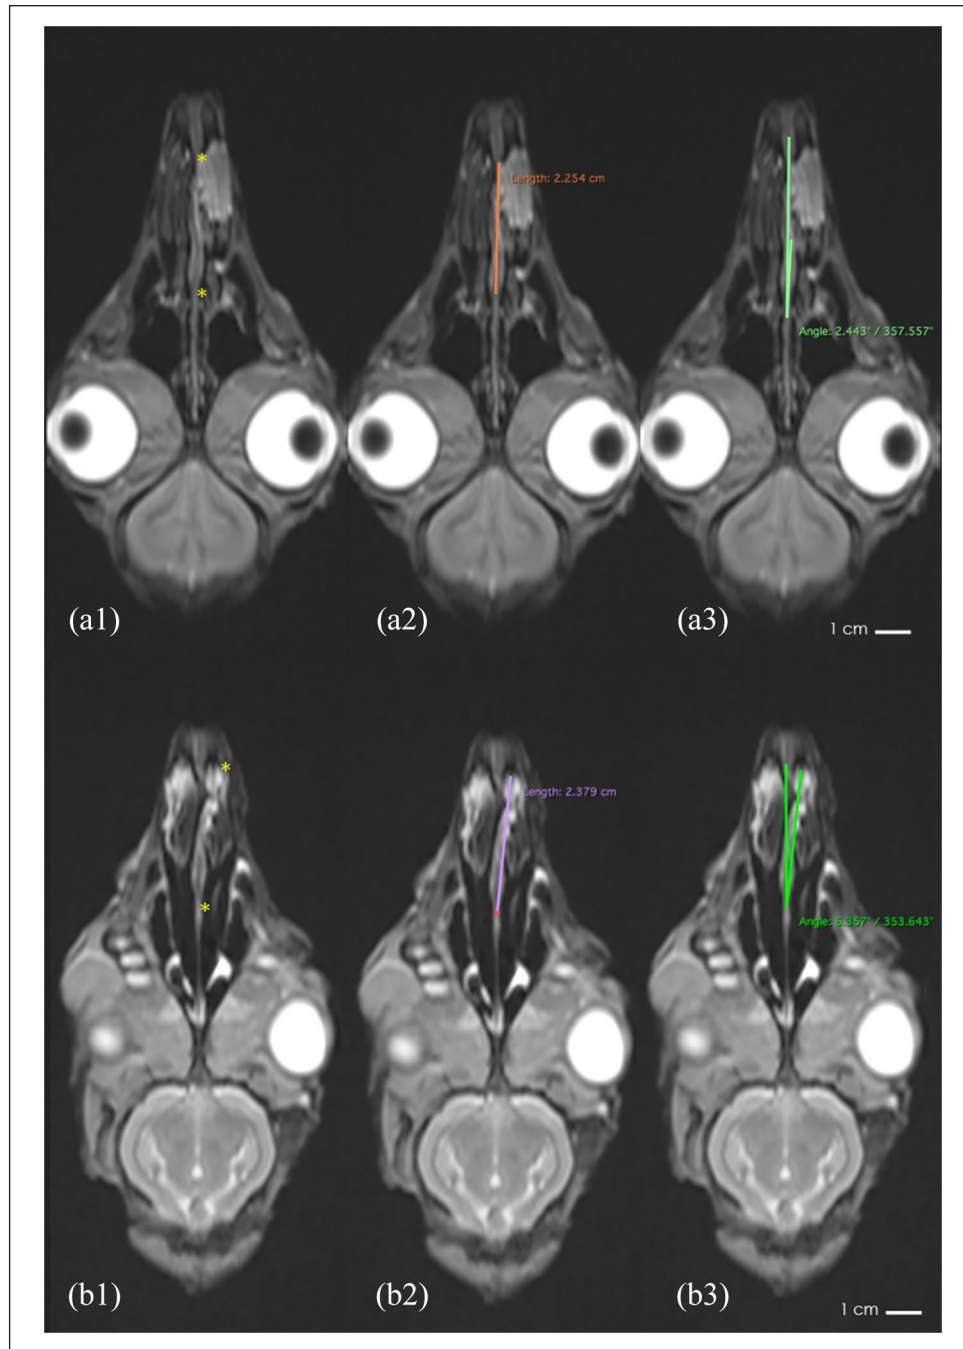 Length: 2.254 cm
Angle: 2.443° / 357.557°
(a1)
(a2)
(a3)
1 cm
Length: 2.379 cm
Angle: 6.357° / 353.643°
(b1)
(b2)
(b3)
1 cm